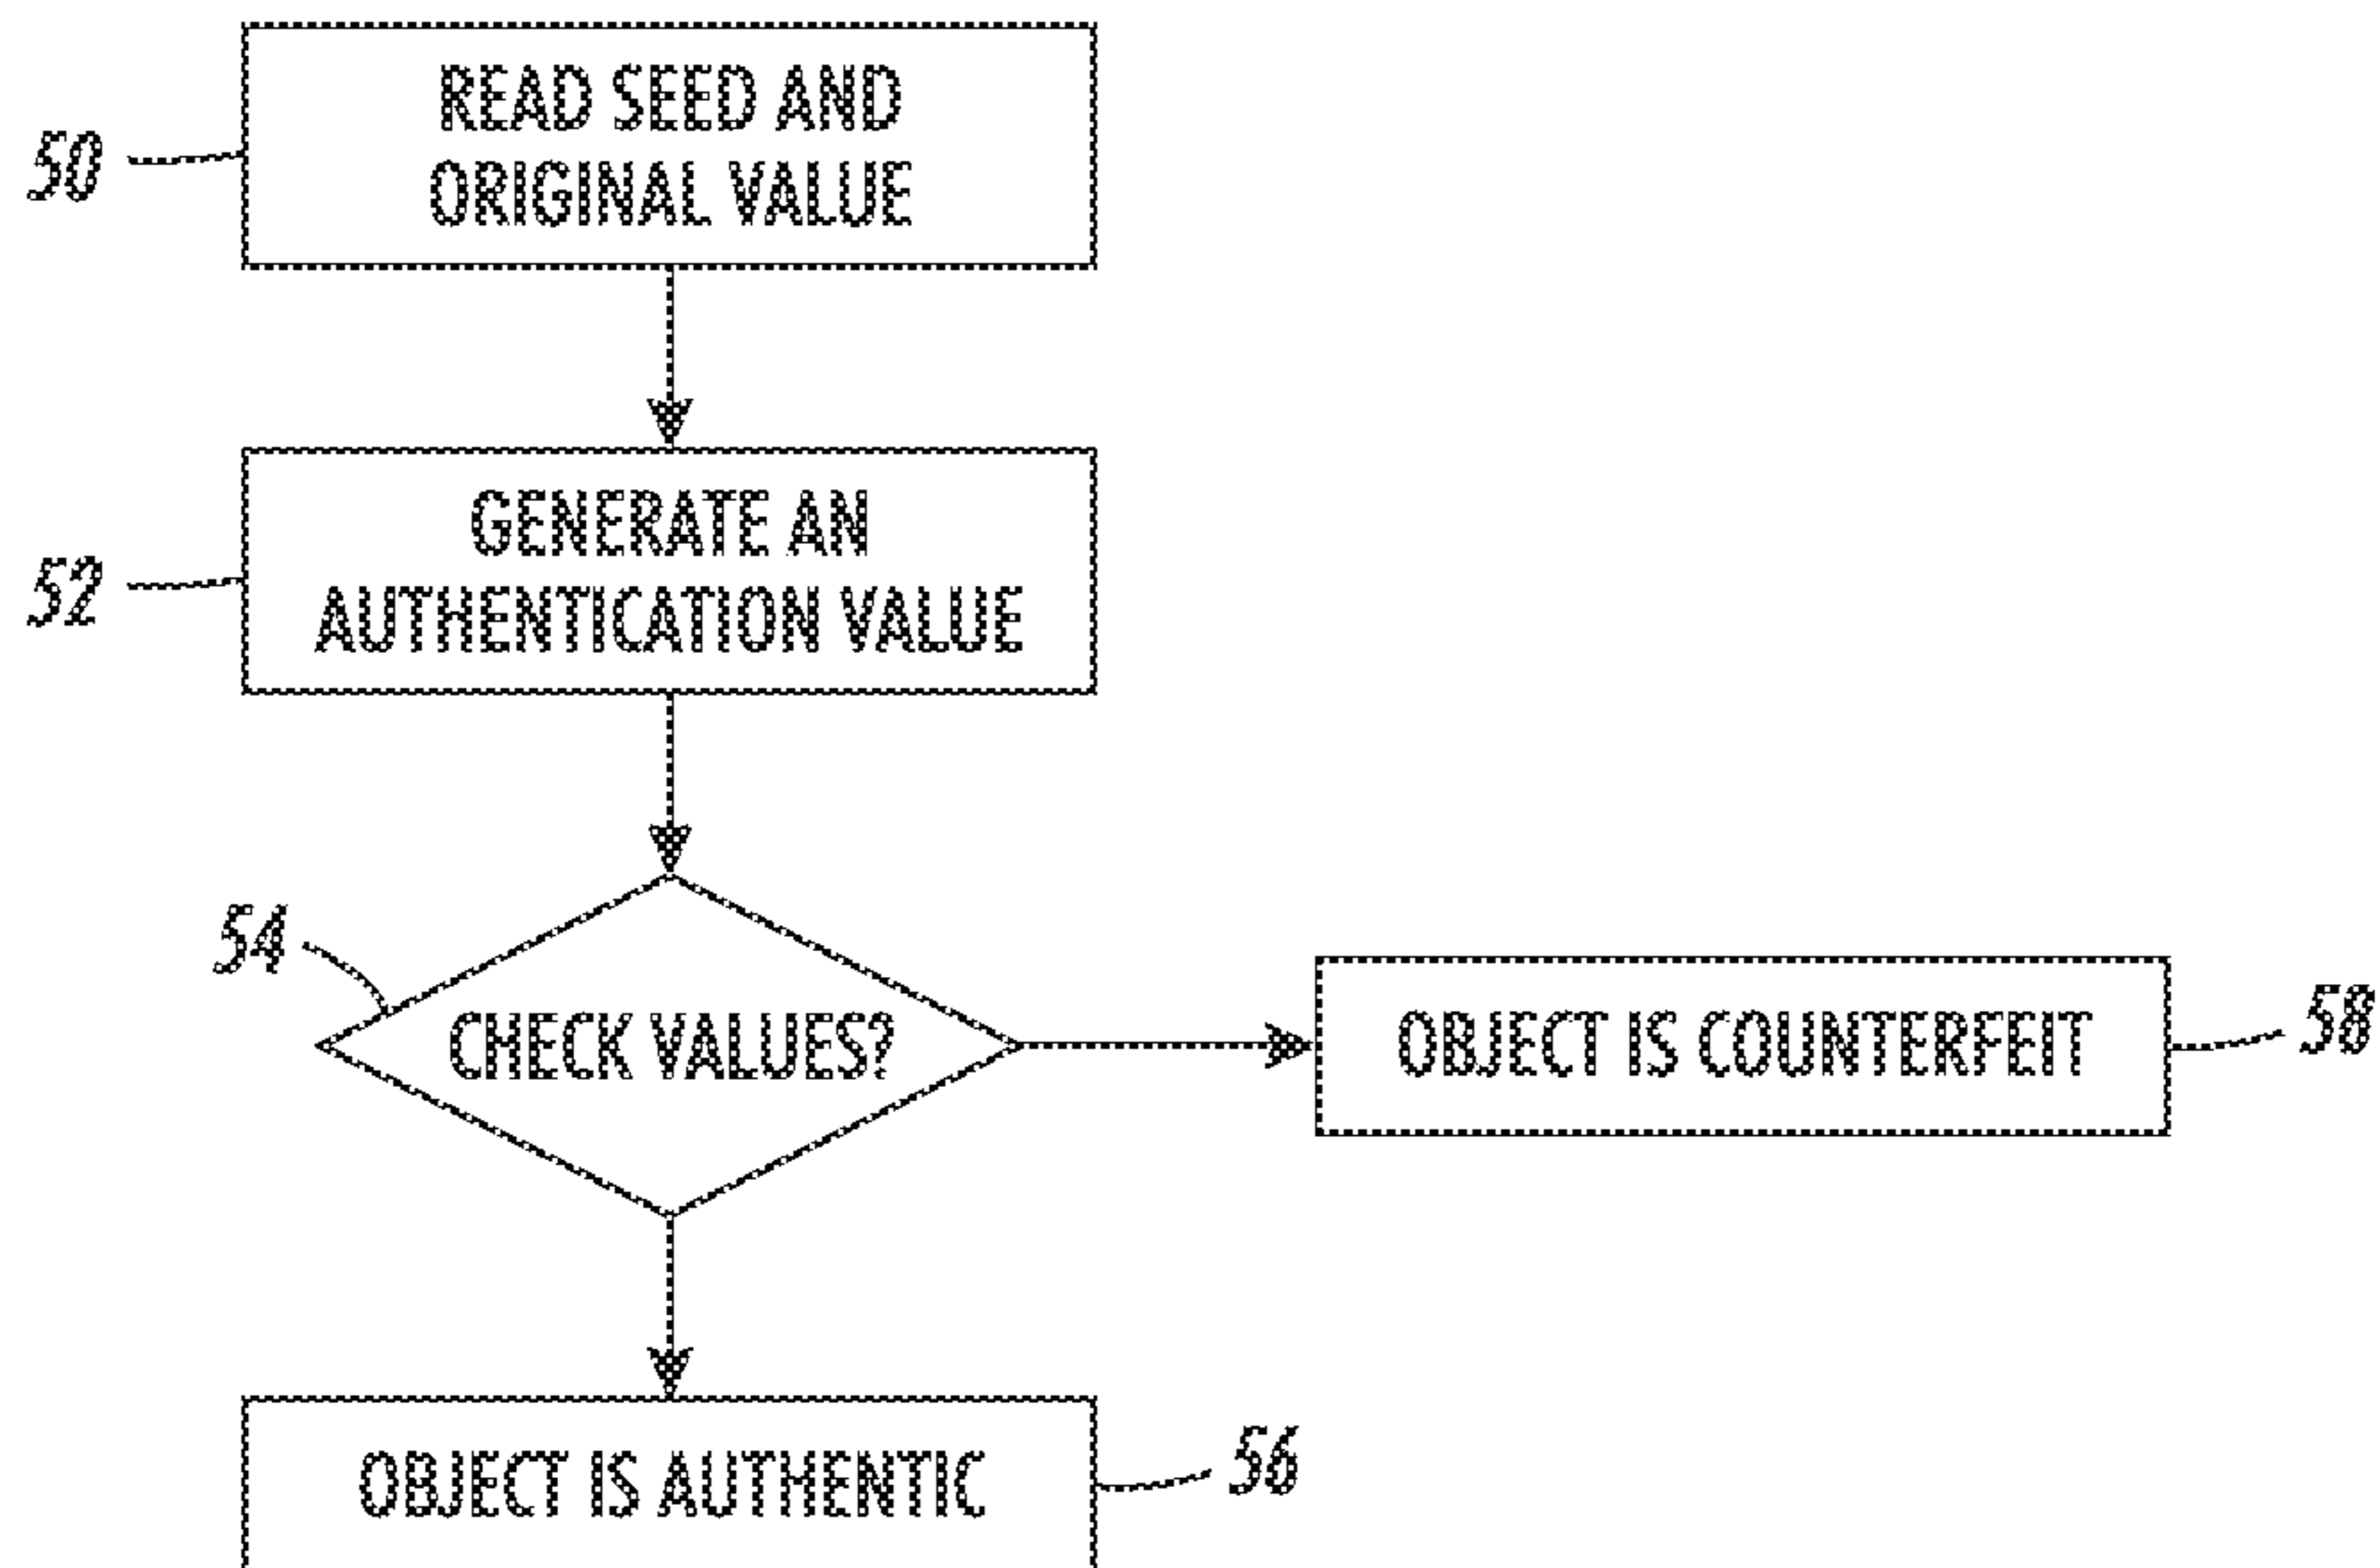 READ SEED AND
ORIGINAL VALUE
50
GENERATE AN
AUTHENTICATION VALUE
52
54
CHECK VALUES?
OBJECT IS COUNTERFEIT
58
OBJECT IS AUTHENTIC
56